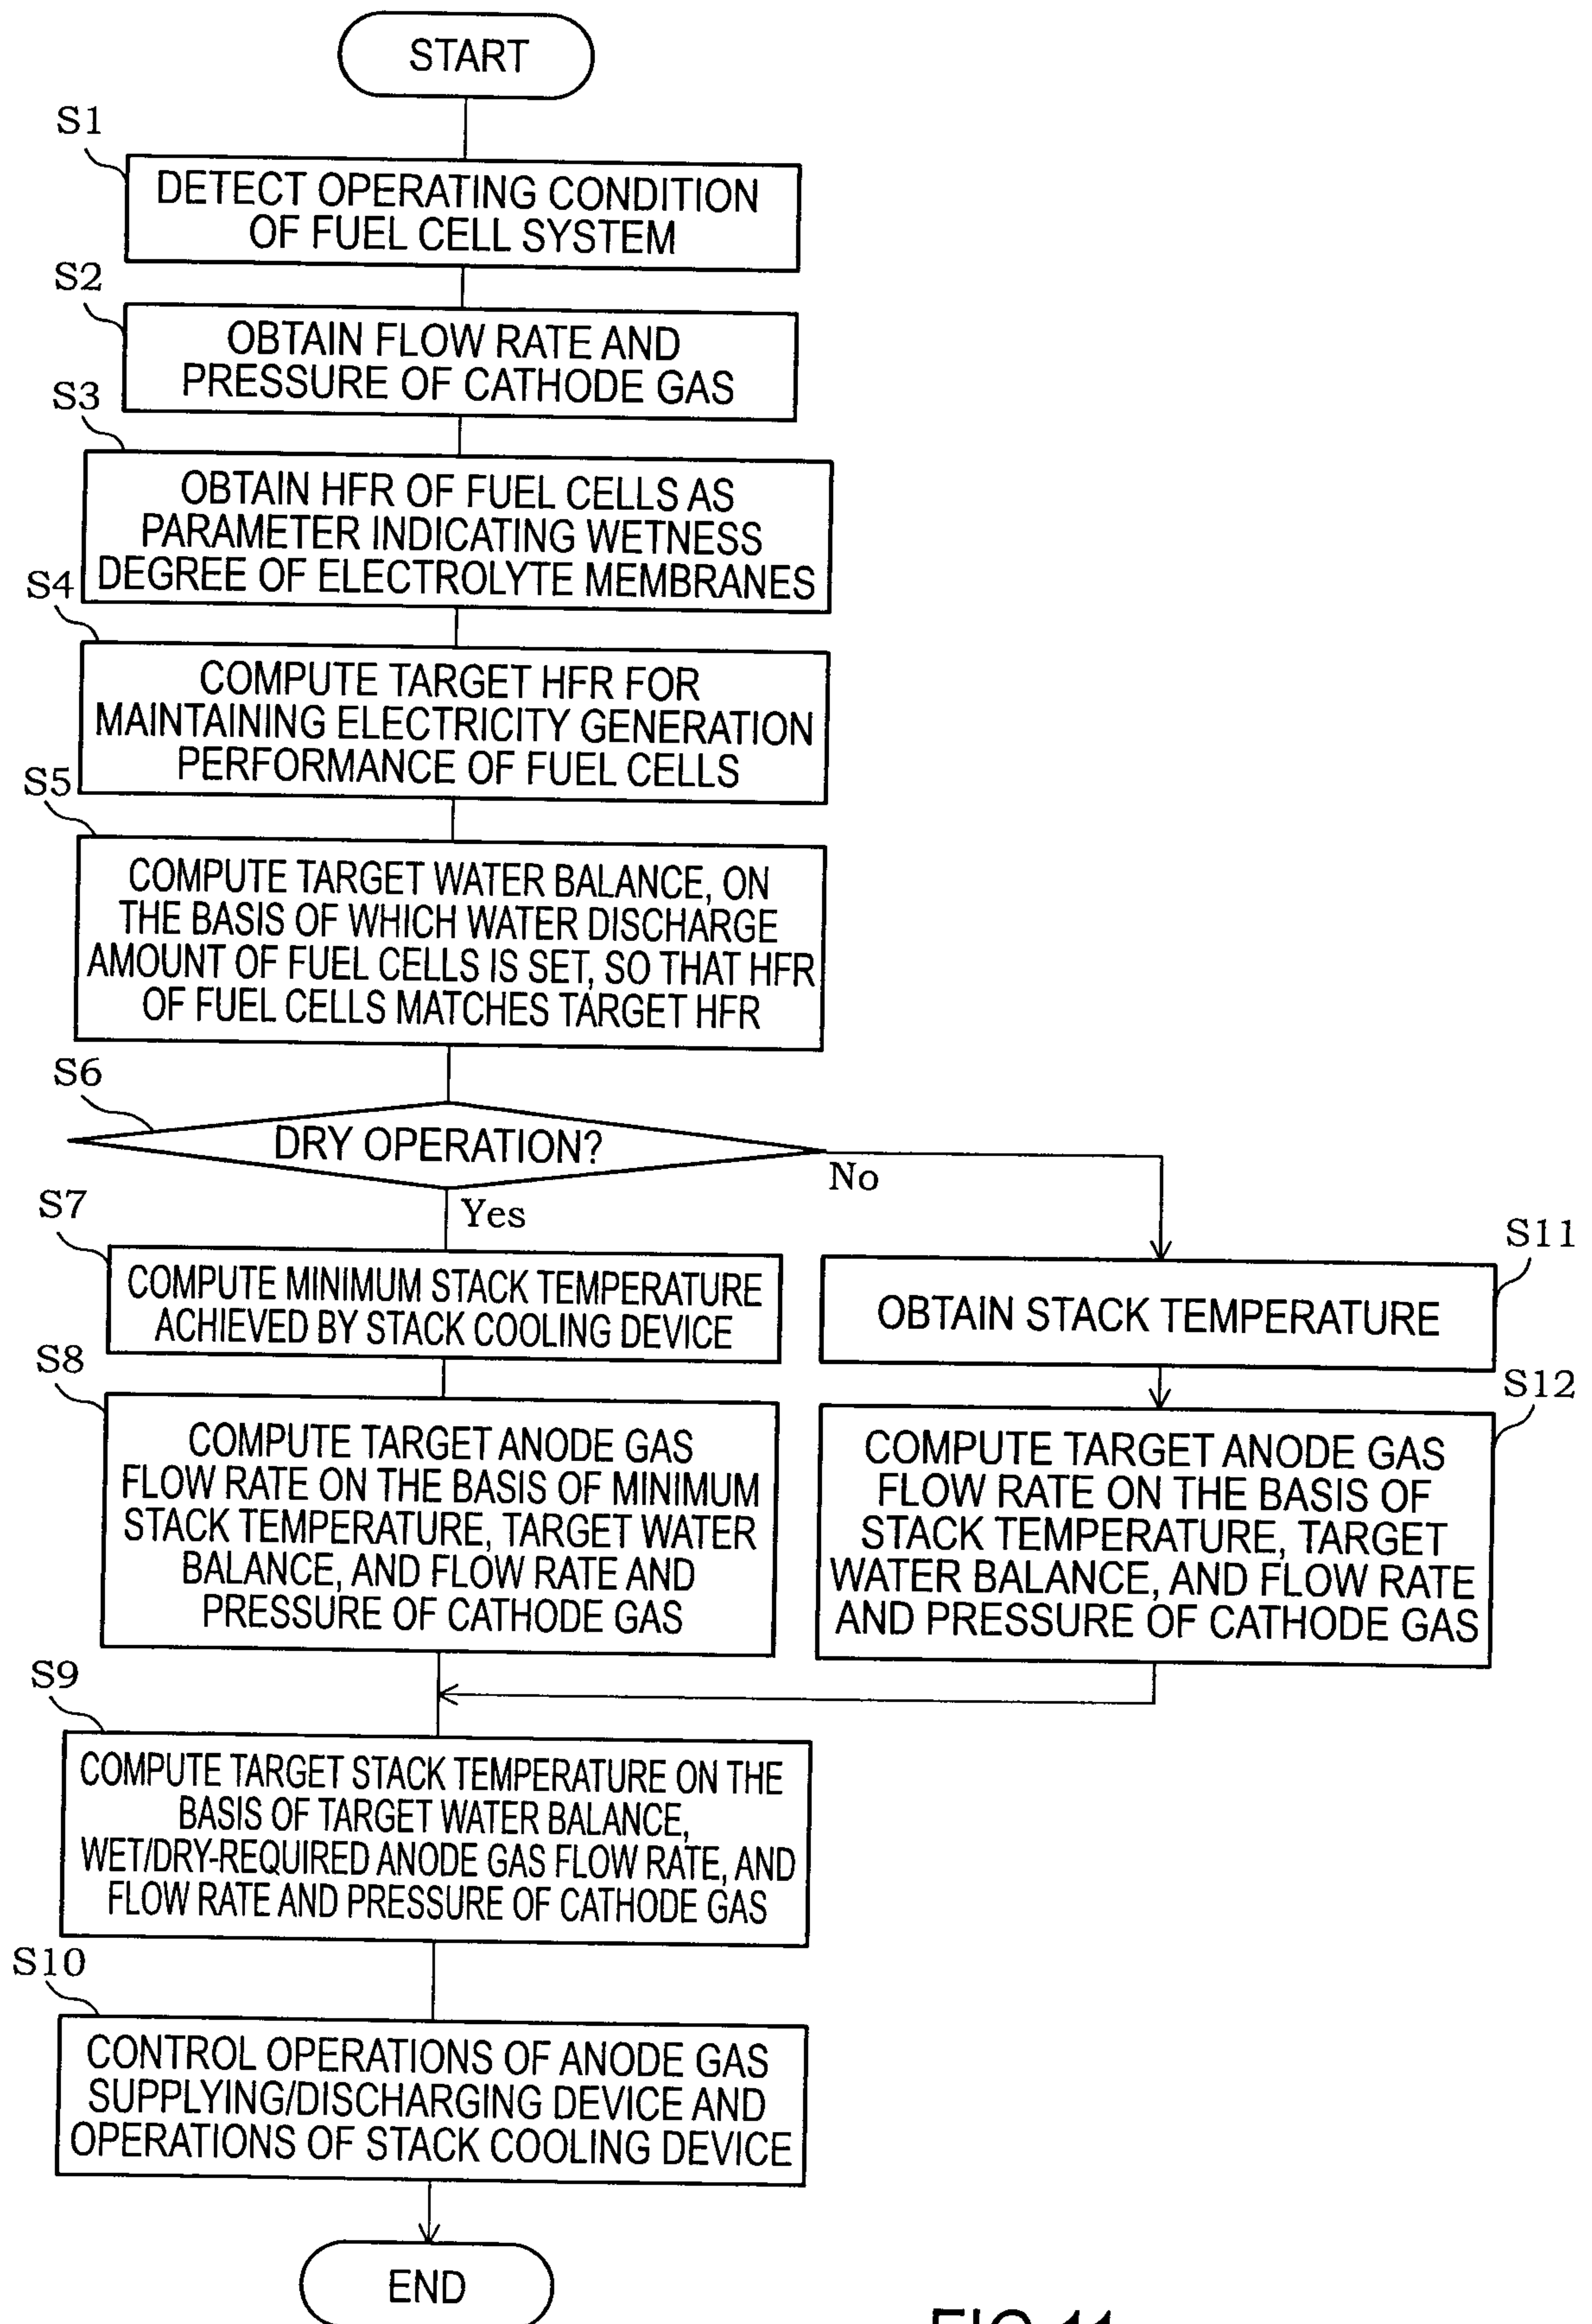 START
S1
DETECT OPERATING CONDITION
OF FUEL CELL SYSTEM
S2
OBTAIN FLOW RATE AND
PRESSURE OF CATHODE GAS
S3
OBTAIN HFR OF FUEL CELLS AS
PARAMETER INDICATING WETNESS
DEGREE OF ELECTROLYTE MEMBRANES
S4
COMPUTE TARGET HFR FOR
MAINTAINING ELECTRICITY GENERATION
PERFORMANCE OF FUEL CELLS
S5
COMPUTE TARGET WATER BALANCE, ON
THE BASIS OF WHICH WATER DISCHARGE
AMOUNT OF FUEL CELLS IS SET, SO THAT HFR
OF FUEL CELLS MATCHES TARGET HFR
S6
DRY OPERATION?
No
Yes
S7
COMPUTE MINIMUM STACK TEMPERATURE
ACHIEVED BY STACK COOLING DEVICE
S11
OBTAIN STACK TEMPERATURE
S8
COMPUTE TARGET ANODE GAS
FLOW RATE ON THE BASIS OF MINIMUM
STACK TEMPERATURE, TARGET WATER
BALANCE, AND FLOW RATE AND
PRESSURE OF CATHODE GAS
S12
COMPUTE TARGET ANODE GAS
FLOW RATE ON THE BASIS OF
STACK TEMPERATURE, TARGET
WATER BALANCE, AND FLOW RATE
AND PRESSURE OF CATHODE GAS
S9
COMPUTE TARGET STACK TEMPERATURE ON THE
BASIS OF TARGET WATER BALANCE,
WET/DRY-REQUIRED ANODE GAS FLOW RATE, AND
FLOW RATE AND PRESSURE OF CATHODE GAS
S10
CONTROL OPERATIONS OF ANODE GAS
SUPPLYING/DISCHARGING DEVICE AND
OPERATIONS OF STACK COOLING DEVICE
END
FIG.11